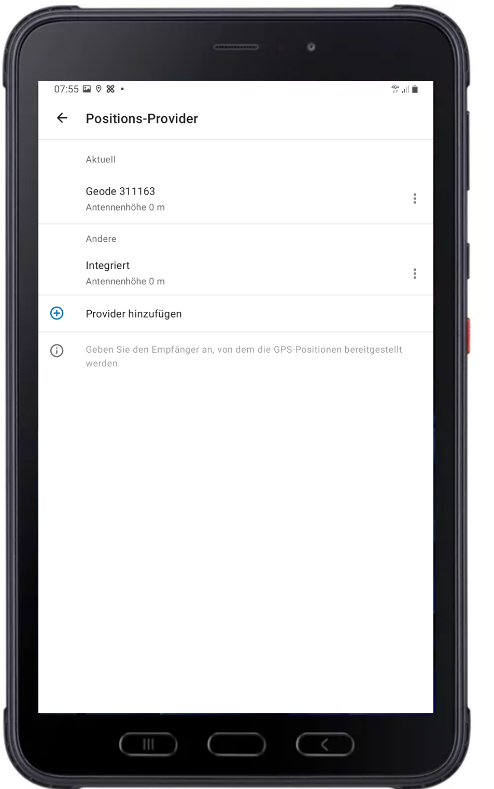 07:55
Positions-Provider
Aktuell
Geode 311163
Antennenhöhe 0 m
Andere
Integriert
Antennenhöhe 0 m
Provider hinzufügen
Geben Sie den Empfänger an, von dem die GPS-Positionen bereitgestellt
werden.